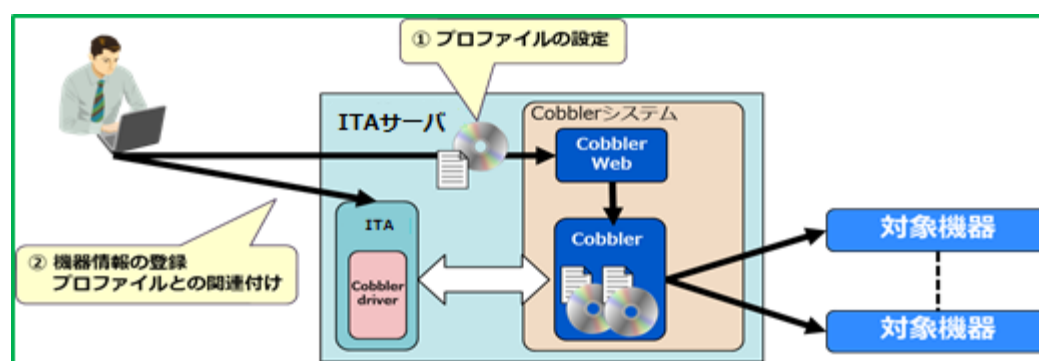 ① プロファイルの設定
ITAサーバ
Cobblerシステム
Cobbler
Web
ITA
Cobbler
driver
Cobbler
対象機器
対象機器
② 機器情報の登録
プロファイルとの関連付け